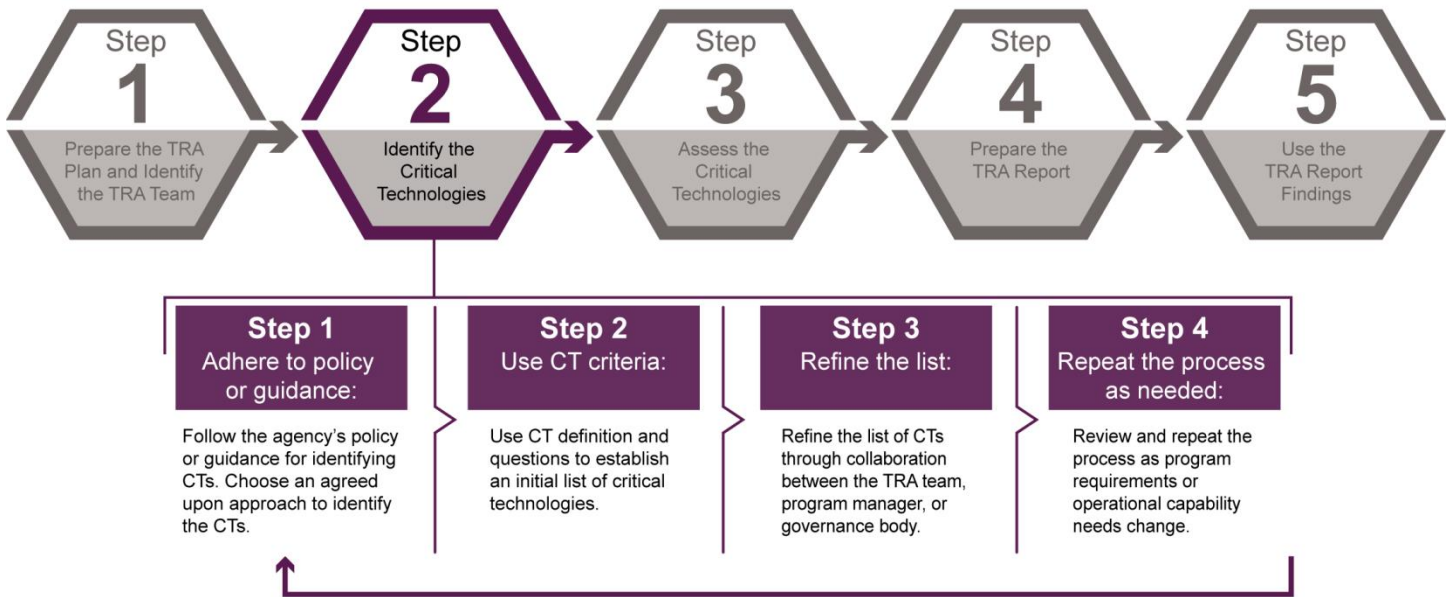 Step
1
Prepare the TRA
Plan and Identify
the TRA Team
Step
2
Identify the
Critical
Technologies
Step
3
Assess the
Critical
Technologies
Step
4
Prepare the
TRA Report
Step
5
Use the
TRA Report
Findings
Step 1
Adhere to policy
or guidance:
Follow the agency's policy
or guidance for identifying
CTs. Choose an agreed
upon approach to identify
the CTs.
Step 2
Use CT criteria:
Use CT definition and
questions to establish
an initial list of critical
technologies.
Step 3
Refine the list:
Refine the list of CTs
through collaboration
between the TRA team,
program manager, or
governance body.
Step 4
Repeat the process
as needed:
Review and repeat the
process as program
requirements or
operational capability
needs change.